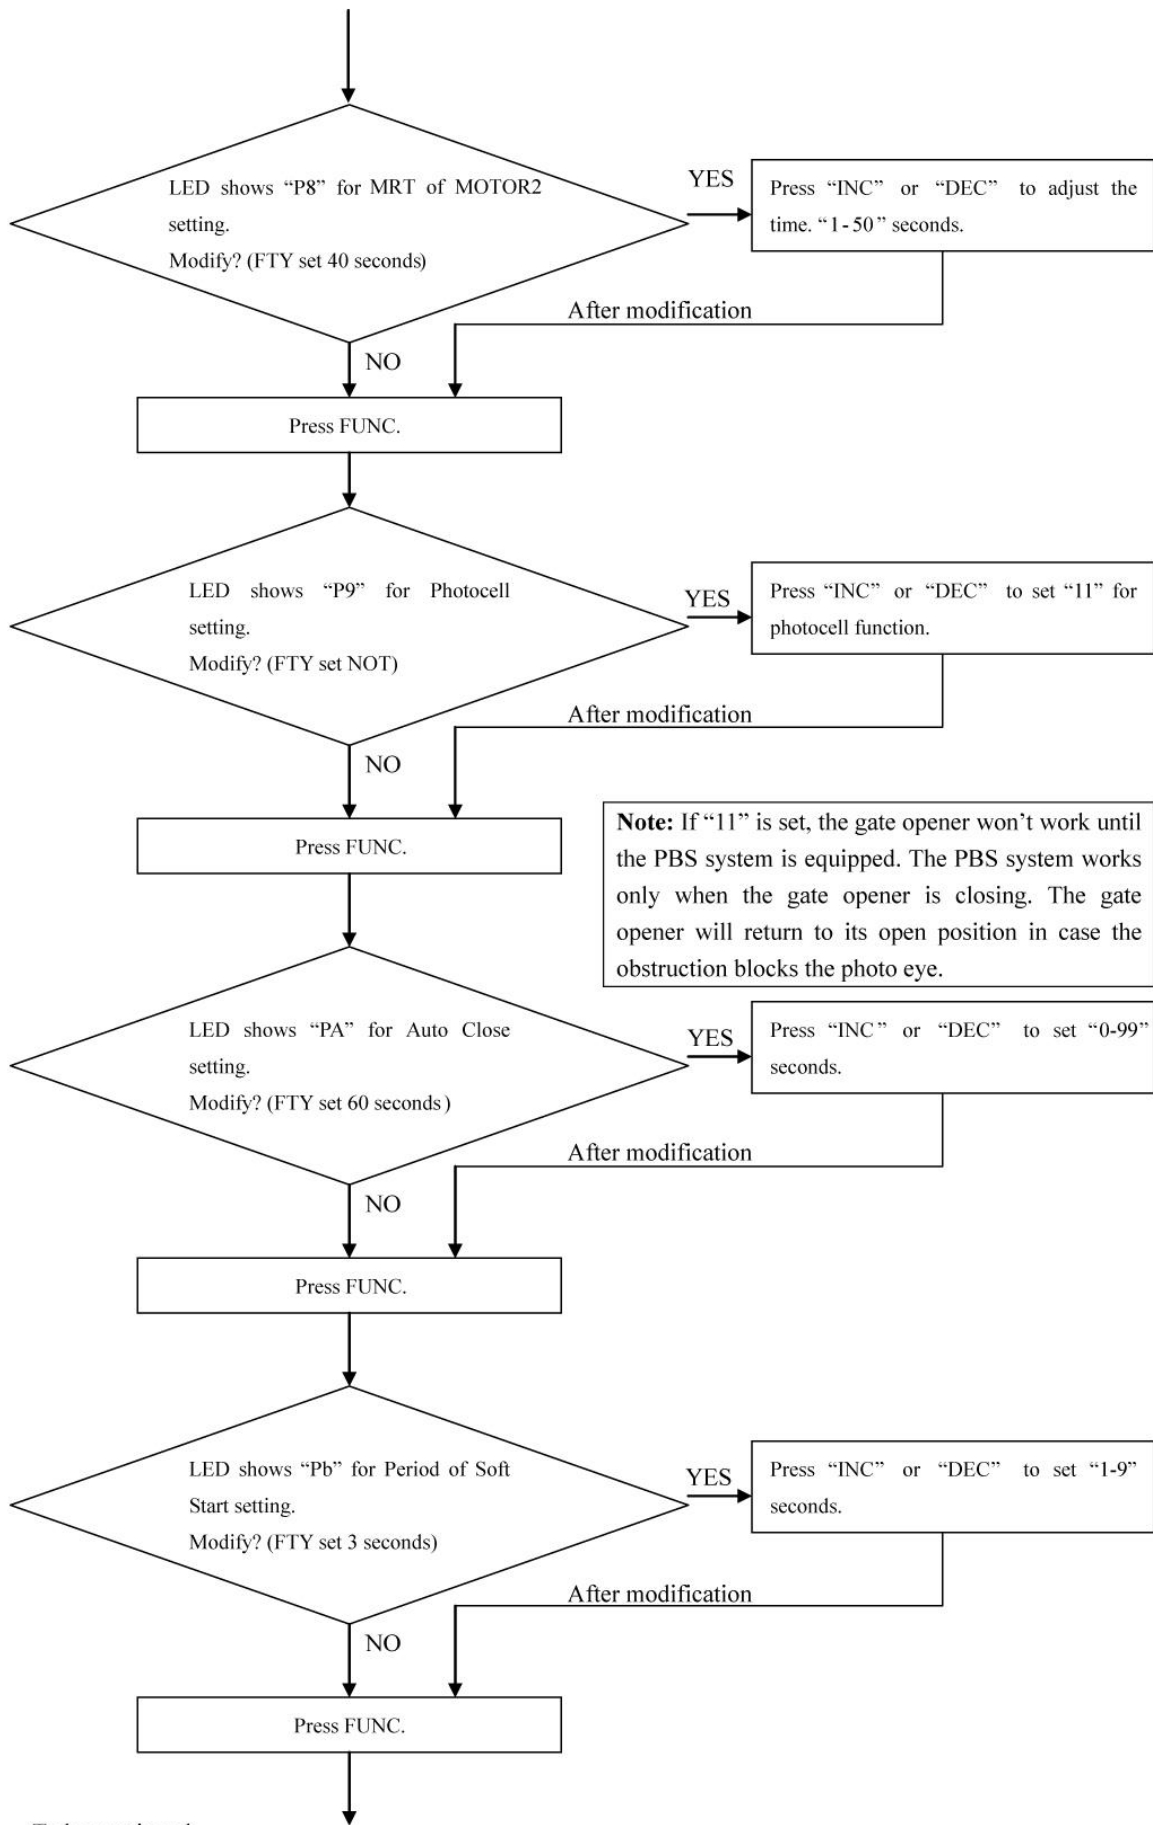 LED shows “P8” for MRT of MOTOR2
setting.
Modify? (FTY set 40 seconds)
YES
Press “INC” or “DEC” to adjust the
time. “1-50” seconds.
After modification
NO
Press FUNC.
LED shows “P9” for Photocell
setting.
Modify? (FTY set NOT)
YES
Press “INC” or “DEC” to set “11” for
photocell function.
After modification
NO
Press FUNC.
Note: If “11” is set, the gate opener won’t work until
the PBS system is equipped. The PBS system works
only when the gate opener is closing. The gate
opener will return to its open position in case the
obstruction blocks the photo eye.
LED shows “PA” for Auto Close
setting.
Modify? (FTY set 60 seconds)
YES
Press “INC” or “DEC” to set “0-99”
seconds.
After modification
NO
Press FUNC.
LED shows “Pb” for Period of Soft
Start setting.
Modify? (FTY set 3 seconds)
YES
Press “INC” or “DEC” to set “1-9”
seconds.
After modification
NO
Press FUNC.